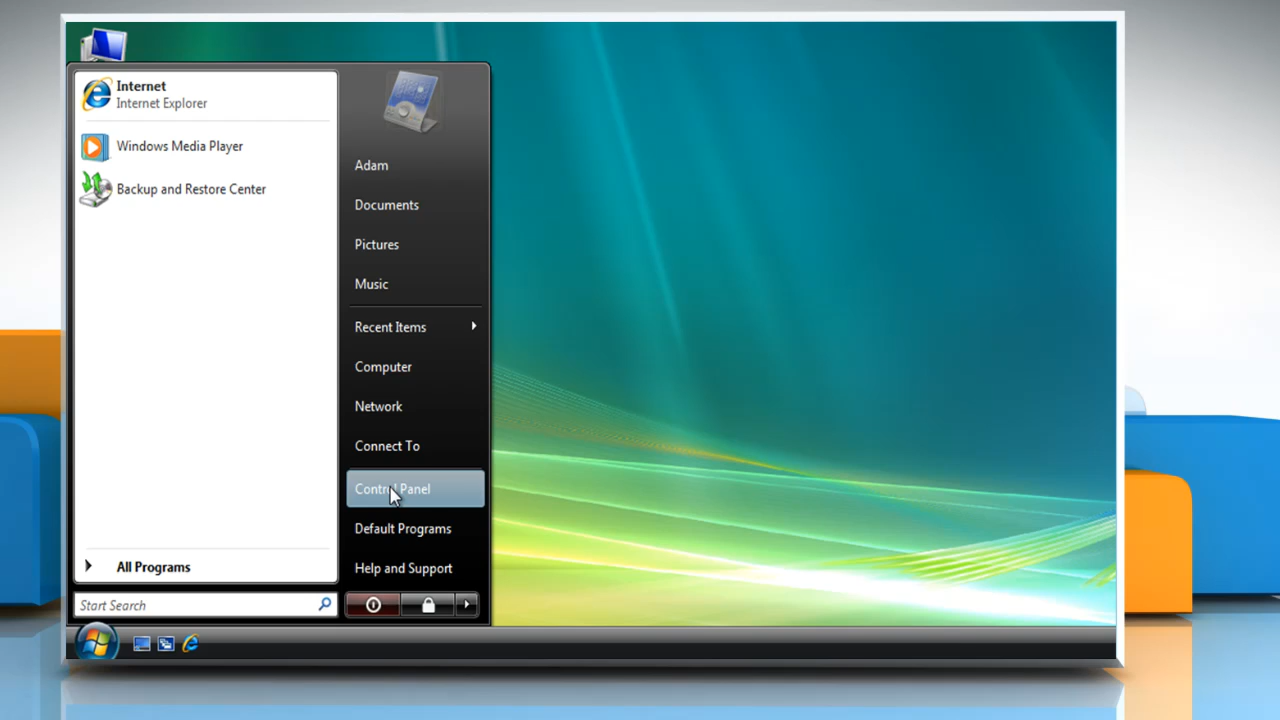 Internet
Internet Explorer
Windows Media Player
Backup and Restore Center
All Programs
Start Search
Adam
Documents
Pictures
Music
Recent Items
Computer
Network
Connect To
Control Panel
Default Programs
Help and Support